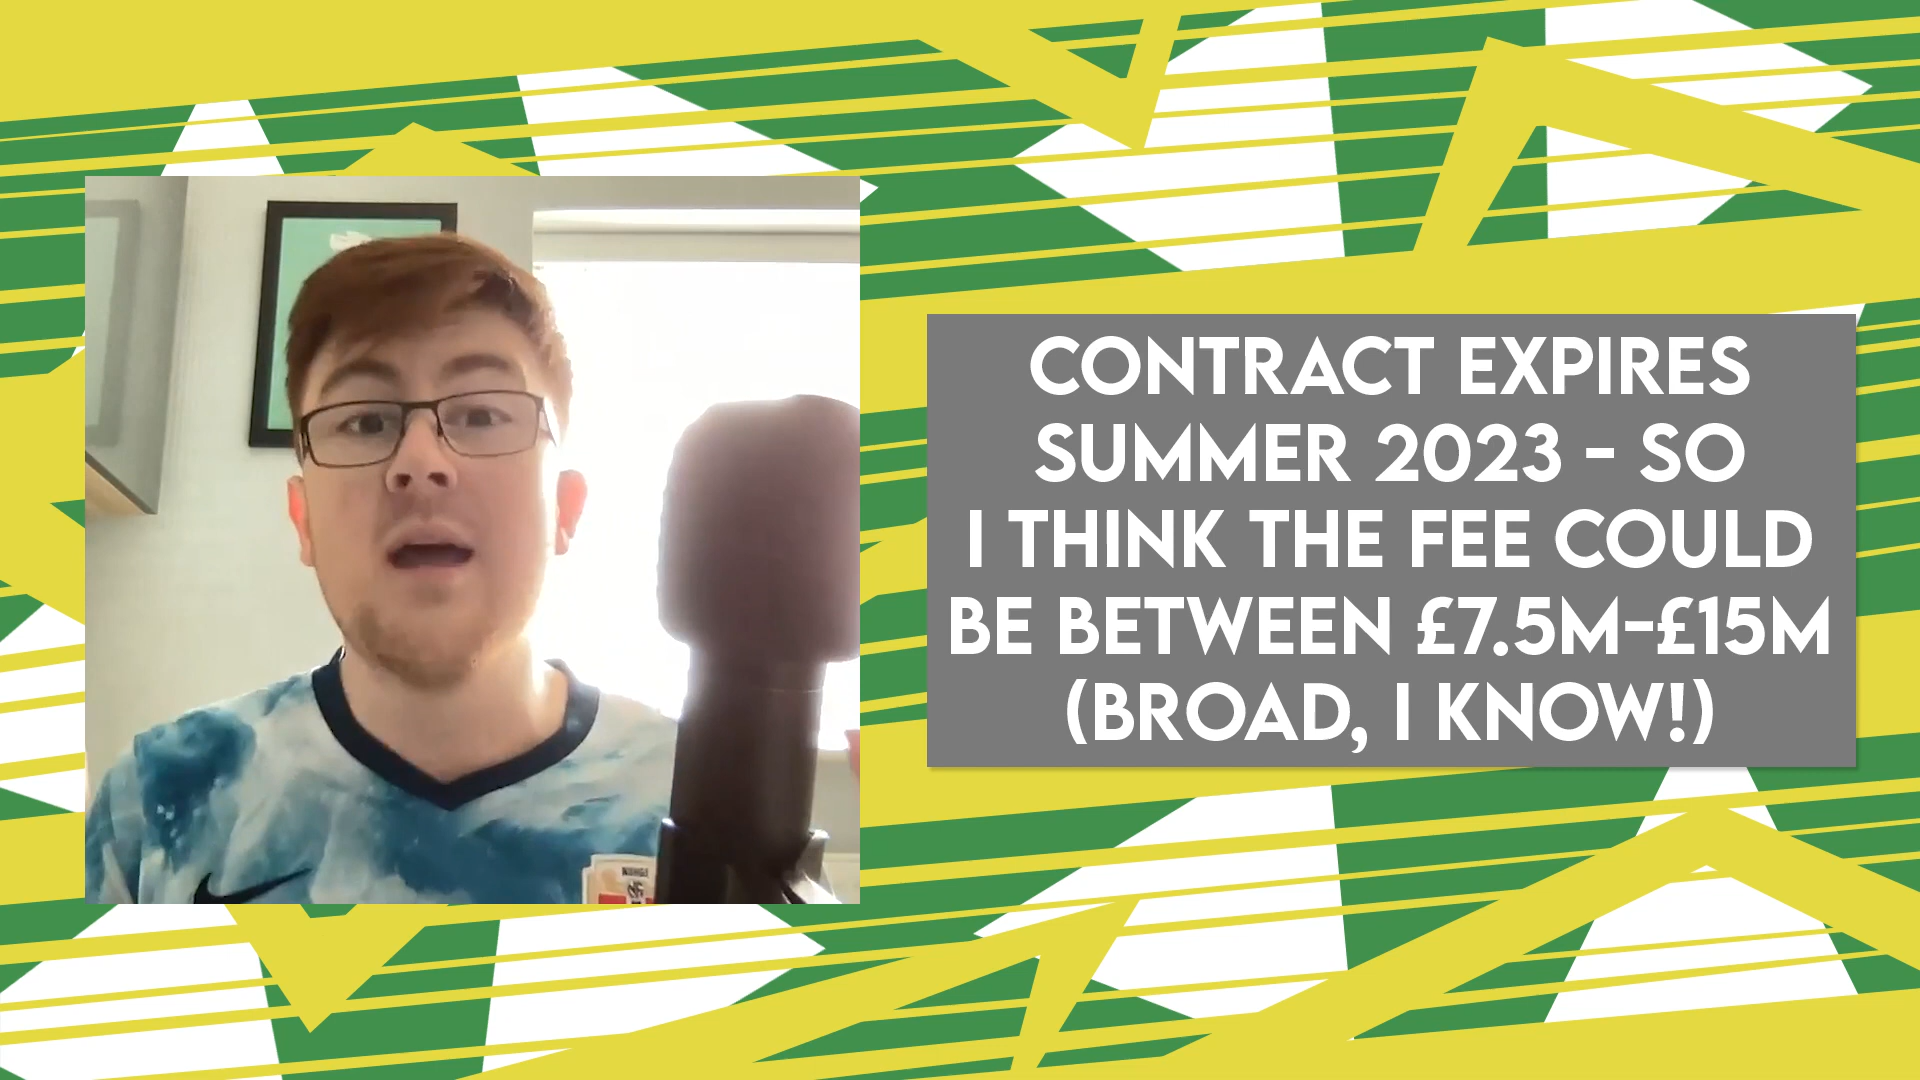 CONTRACT EXPIRES
SUMMER 2023 - SO
I THINK THE FEE COULD
BE BETWEEN £7.5M-£15M
(BROAD, I KNOW!)